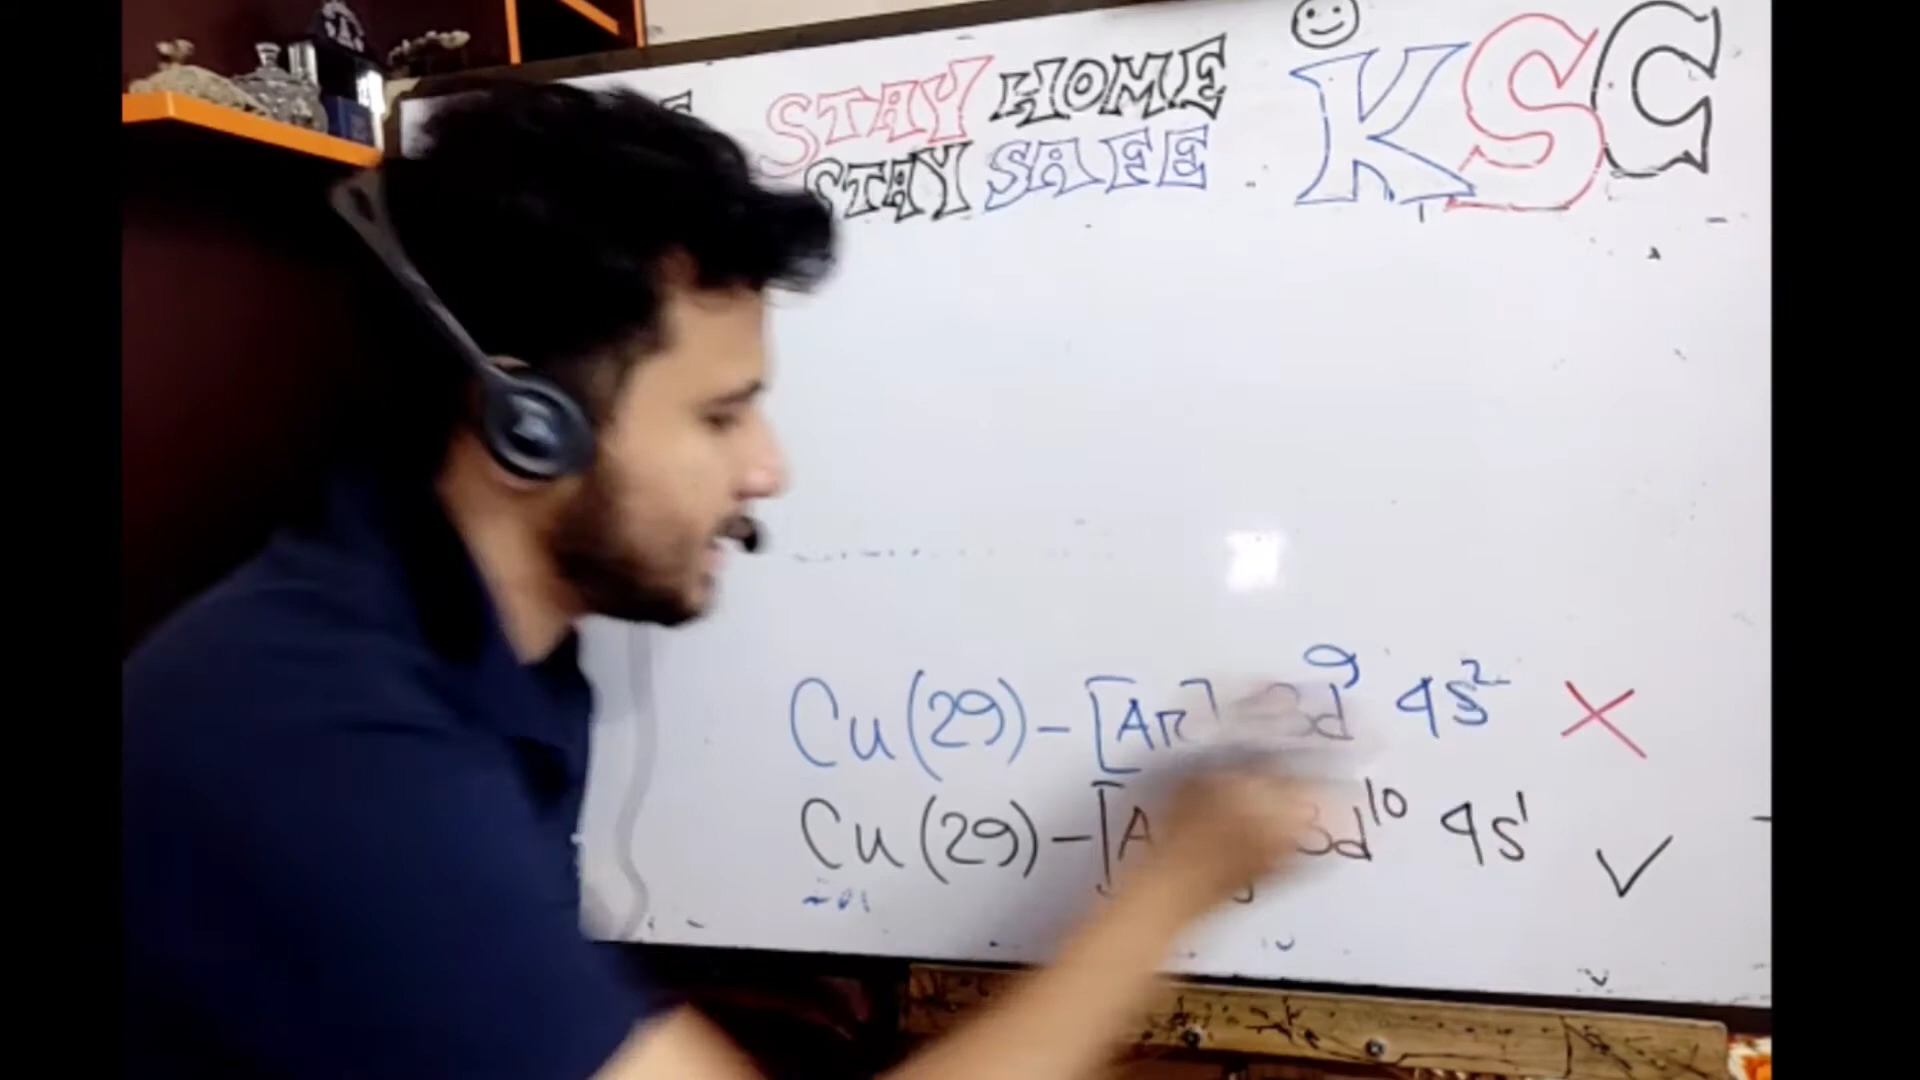 STAY HOME
STAY SAFE
KSC
Cu (29) - [Ar] 3d⁹ 4s² ✗
Cu (29) - [A 3d¹⁰ 4s¹ ✓